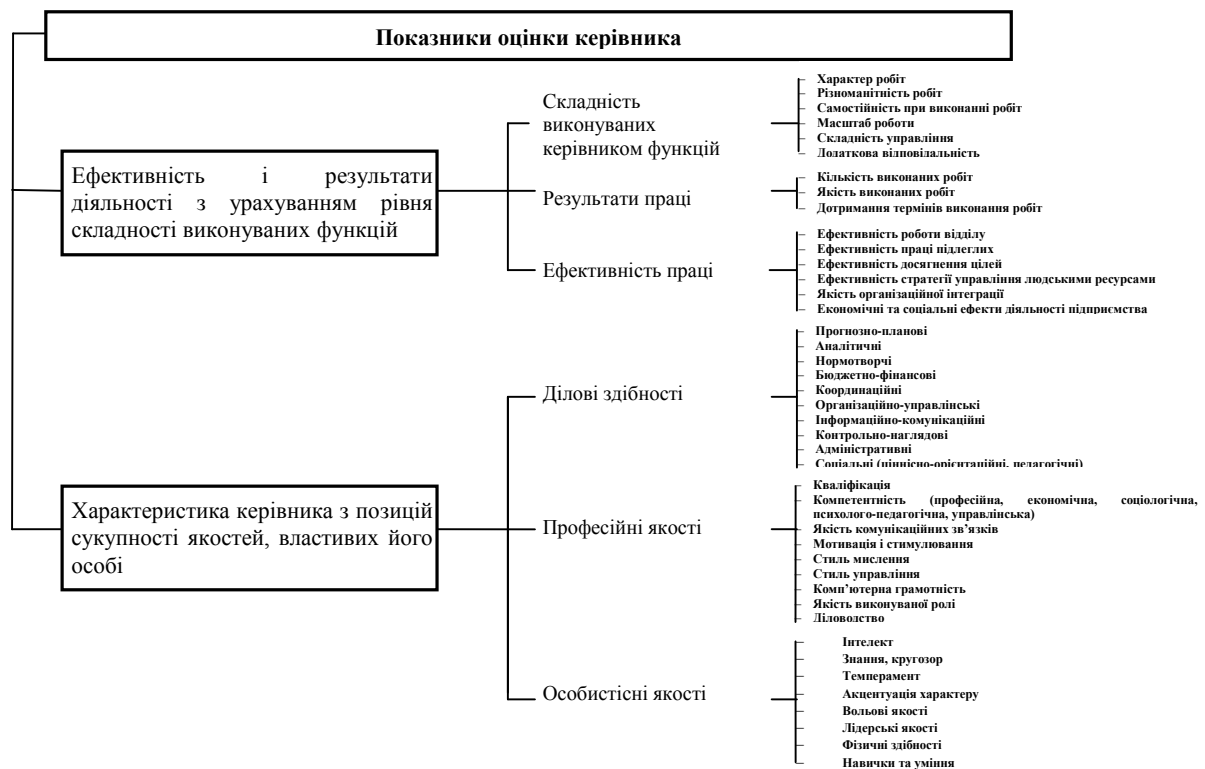 Показники оцінки керівника
Ефективність і результати
діяльності з урахуванням рівня
складності виконуваних функцій
Складність
виконуваних
керівником функцій
Характер робіт
Різноманітність робіт
Самостійність при виконанні робіт
Масштаб роботи
Складність управління
Додаткова відповідальність
Результати праці
Кількість виконаних робіт
Якість виконаних робіт
Дотримання термінів виконання робіт
Ефективність праці
Ефективність роботи відділу
Ефективність праці підлеглих
Ефективність досягнення цілей
Ефективність стратегії управління людськими ресурсами
Якість організаційної інтеграції
Економічні та соціальні ефекти діяльності підприємства
Характеристика керівника з позицій
сукупності якостей, властивих його
особі
Ділові здібності
Прогнозно-планові
Аналітичні
Нормотворчі
Бюджетно-фінансові
Координаційні
Організаційно-управлінські
Інформаційно-комунікаційні
Контрольно-наглядові
Адміністративні
Соціальні (ціннісно-орієнтаційні, педагогічні)
Професійні якості
Кваліфікація
Компетентність (професійна, економічна, соціологічна,
психолого-педагогічна, управлінська)
Якість комунікаційних зв’язків
Мотивація і стимулювання
Стиль мислення
Стиль управління
Комп’ютерна грамотність
Якість виконуваної ролі
Діловодство
Особистісні якості
Інтелект
Знання, кругозор
Темперамент
Акцентуація характеру
Вольові якості
Лідерські якості
Фізичні здібності
Навички та уміння